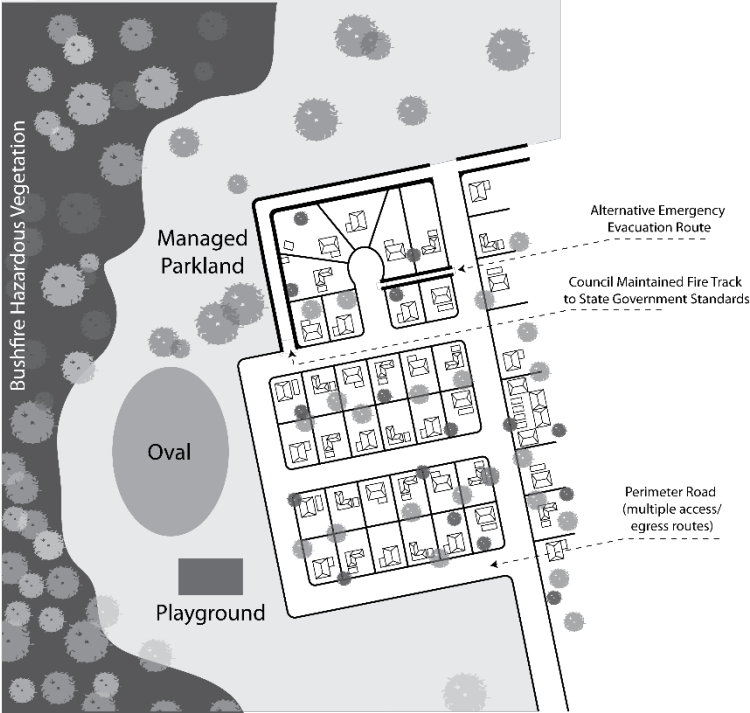 Bushfire Hazardous Vegetation
Managed
Parkland
Alternative Emergency
Evacuation Route
Council Maintained Fire Track
to State Government Standards
Oval
Perimeter Road
(multiple access/
egress routes)
Playground